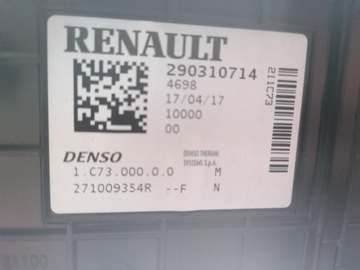 RENAULT
290310714
4698
17/04/17
10000
00
211C73
DENSO
DENSO THERMAL
SYSTEMS S.p.A.
1.C73.000.0.0 M
271009354R --F N